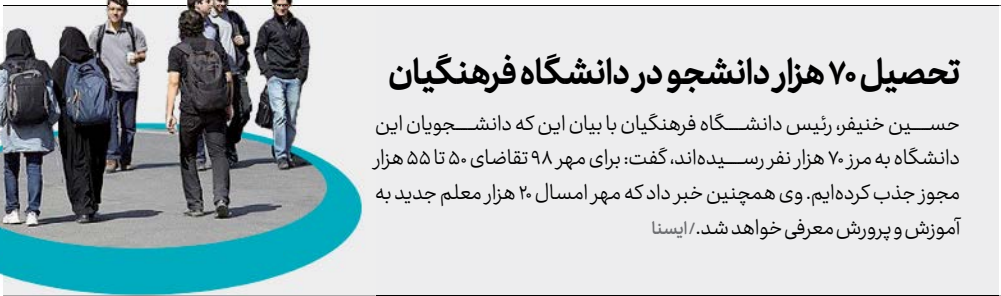 تحصیل ۷۰ هزار دانشجو در دانشگاه فرهنگیان
حسین خنیفر، رئیس دانشگاه فرهنگیان با بیان این که دانشجویان این
دانشگاه به مرز ۷۰ هزار نفر رسیده‌اند، گفت: برای مهر ۹۸ تقاضای ۵۰ تا ۵۵ هزار
مجوز جذب کرده‌ایم. وی همچنین خبر داد که مهر امسال ۲۰ هزار معلم جدید به
آموزش و پرورش معرفی خواهد شد./ایسنا